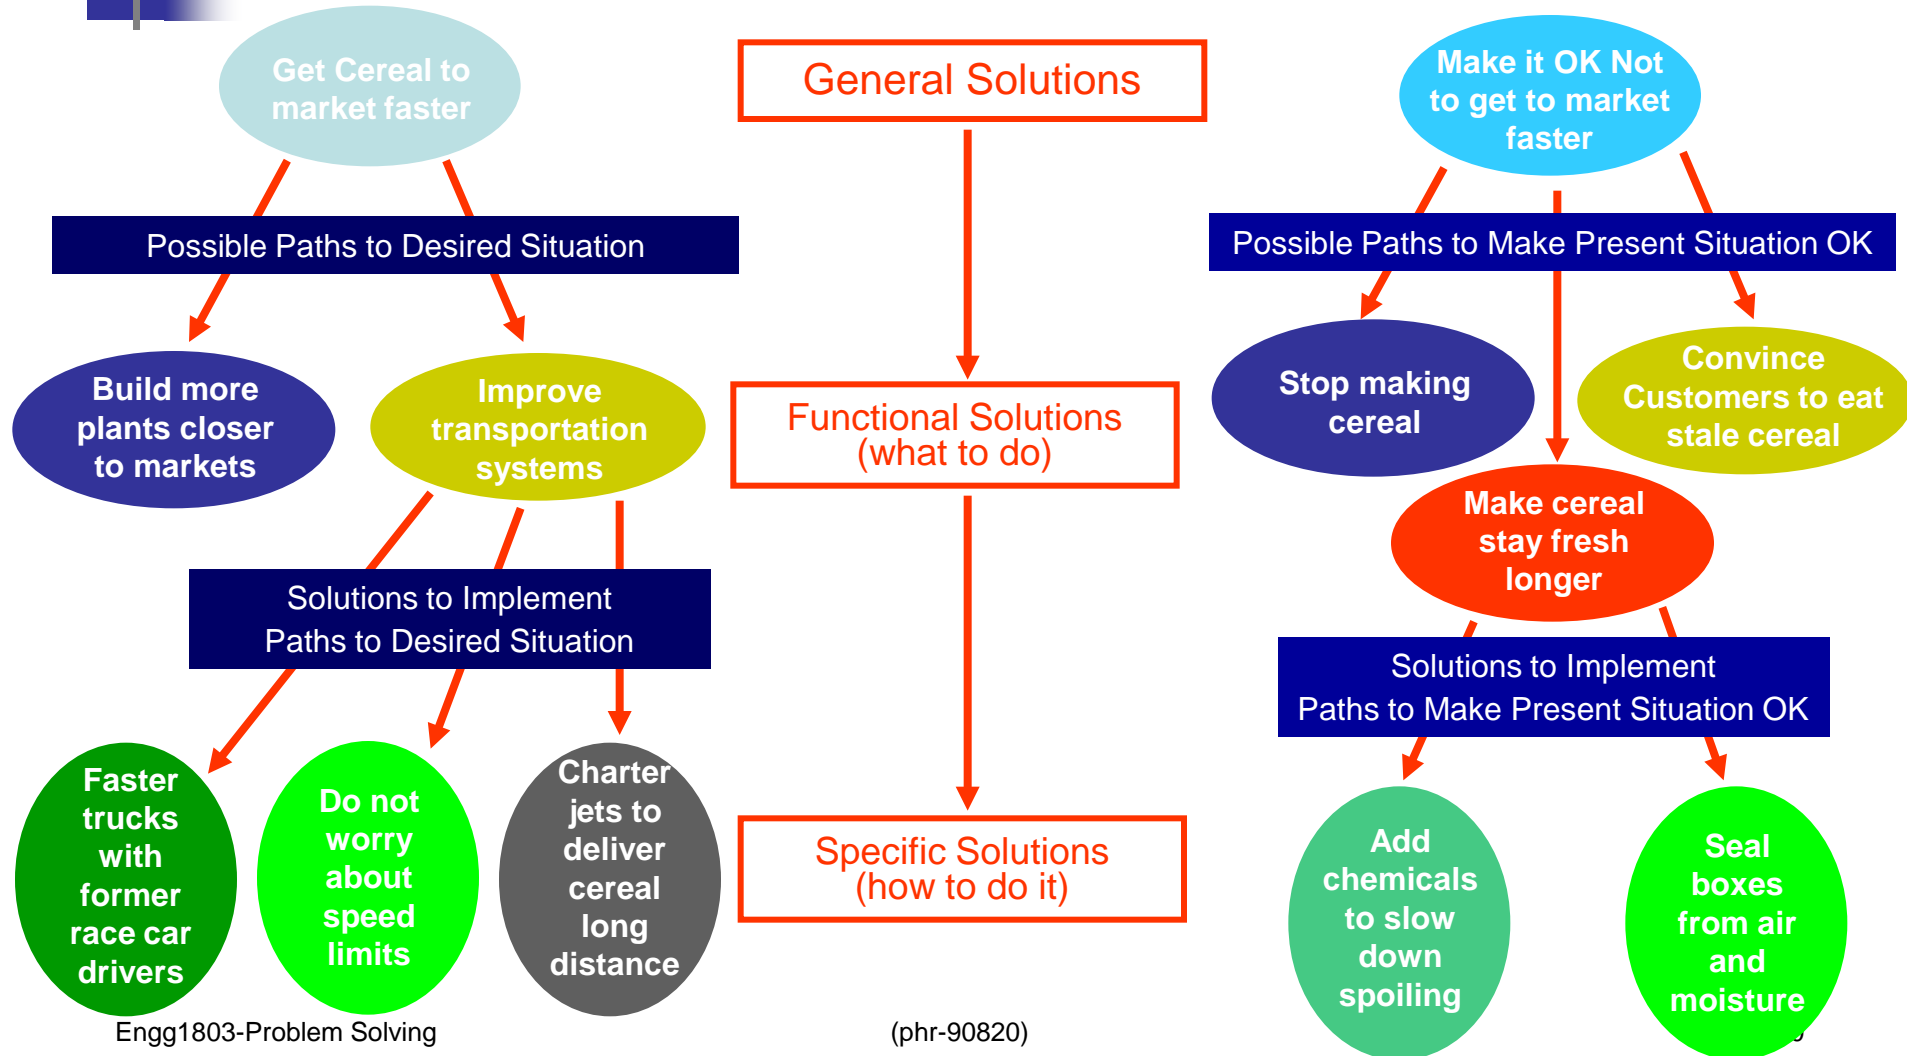 Get Cereal to
market faster
General Solutions
Make it OK Not
to get to market
faster
Possible Paths to Desired Situation
Possible Paths to Make Present Situation OK
Build more
plants closer
to markets
Improve
transportation
systems
Functional Solutions
(what to do)
Stop making
cereal
Convince
Customers to eat
stale cereal
Make cereal
stay fresh
longer
Solutions to Implement
Paths to Desired Situation
Solutions to Implement
Paths to Make Present Situation OK
Faster
trucks
with
former
race car
drivers
Do not
worry
about
speed
limits
Charter
jets to
deliver
cereal
long
distance
Specific Solutions
(how to do it)
Add
chemicals
to slow
down
spoiling
Seal
boxes
from air
and
moisture
Engg1803-Problem Solving
(phr-90820)